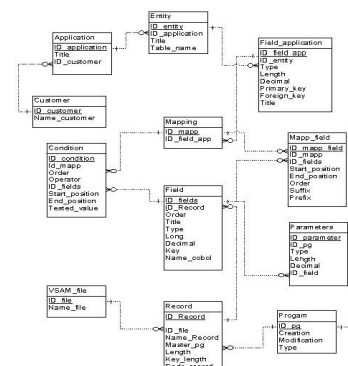 Entity
ID_entity
ID_application
Title
Table_name
Application
ID_application
Title
ID_customer
Field_application
ID_field_app
ID_entity
Type
Length
Decimal
Primary_key
Foreign_key
Title
Customer
ID_customer
Name_customer
Mapping
ID_mapp
ID_field_app
Mapp_field
ID_mapp_field
ID_mapp
ID_fields
Start_position
End_position
Order
Suffix
Prefix
Condition
ID_condition
Id_mapp
Order
Operator
ID_fields
Start_position
End_position
Tested_value
Field
ID_fields
ID_Record
Order
Title
Type
Long
Decimal
Key
Name_cobol
Parameters
ID_parameter
ID_pg
Type
Length
Decimal
ID_field
VSAM_file
ID_file
Name_file
Record
ID_Record
ID_file
Name_Record
Master_pg
Length
Key_length
Progam
ID_pg
Creation
Modification
Type